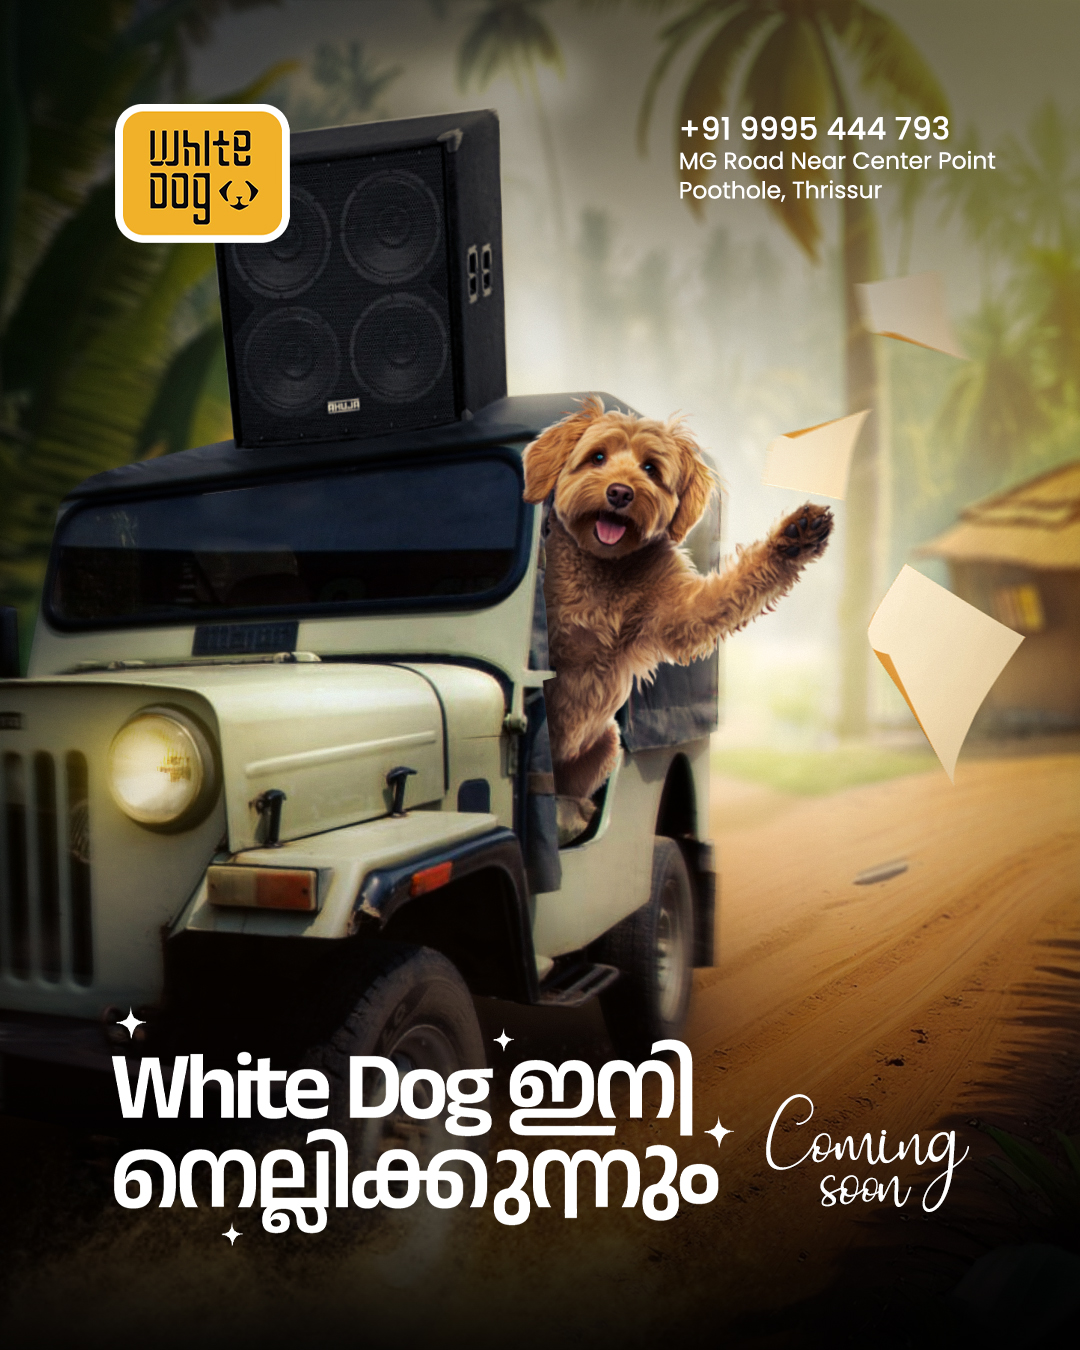 White
Dog
+91 9995 444 793
MG Road Near Center Point
Poothole, Thrissur
AHUJA
White Dog ഇനി
നെല്ലിക്കുന്നും
Coming
soon